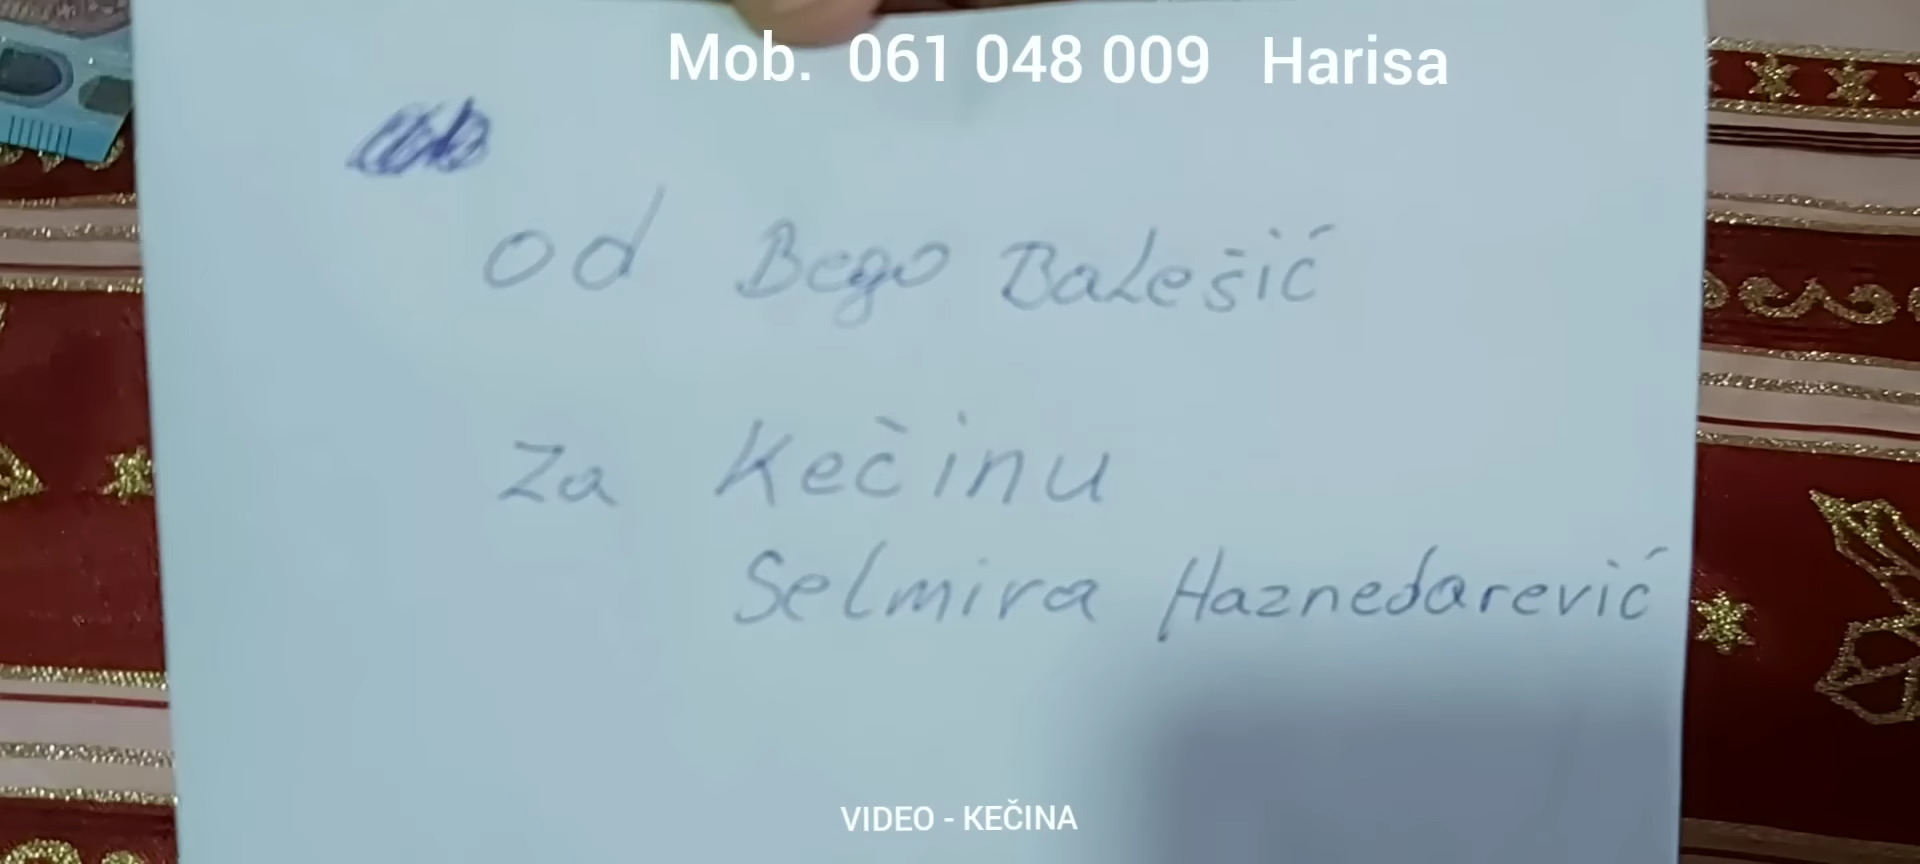 Mob. 061 048 009 Harisa
od Bego Balešić
za Kečinu
Selmira Haznedarević
VIDEO - KEČINA